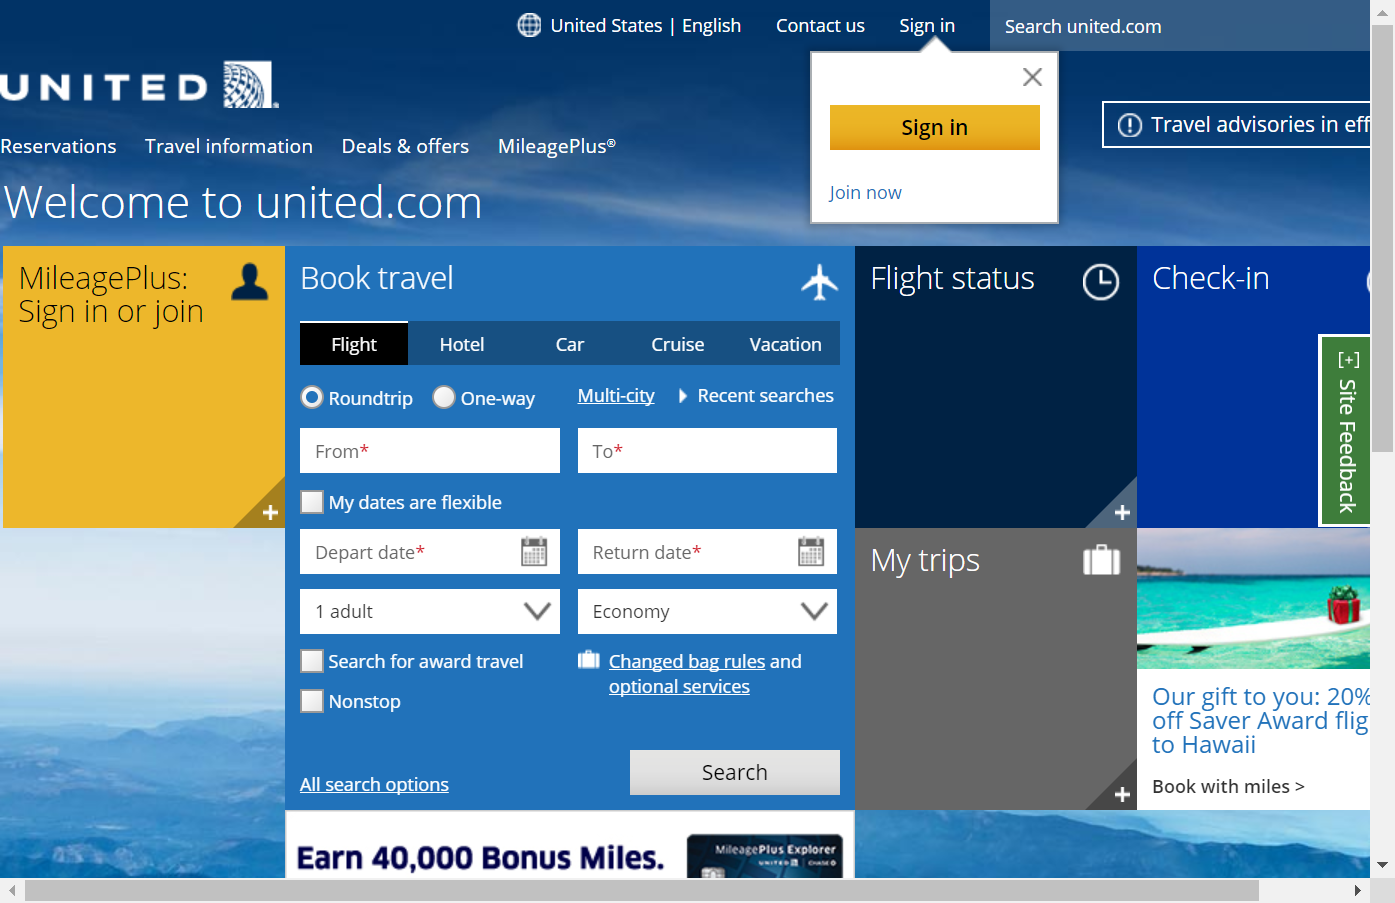 United States | English
Contact us
Sign in
Search united.com
UNITED
Sign in
Join now
Travel advisories in eff
Reservations
Travel information
Deals & offers
MileagePlus®
Welcome to united.com
MileagePlus:
Sign in or join
Book travel
Flight
Hotel
Car
Cruise
Vacation
Roundtrip
One-way
Multi-city
Recent searches
From*
To*
My dates are flexible
Depart date*
Return date*
1 adult
Economy
Search for award travel
Changed bag rules and
optional services
Nonstop
All search options
Search
Flight status
Check-in
[+] Site Feedback
My trips
Our gift to you: 20%
off Saver Award flig
to Hawaii
Book with miles >
Earn 40,000 Bonus Miles.
MileagePlus Explorer
UNITED
CHASE